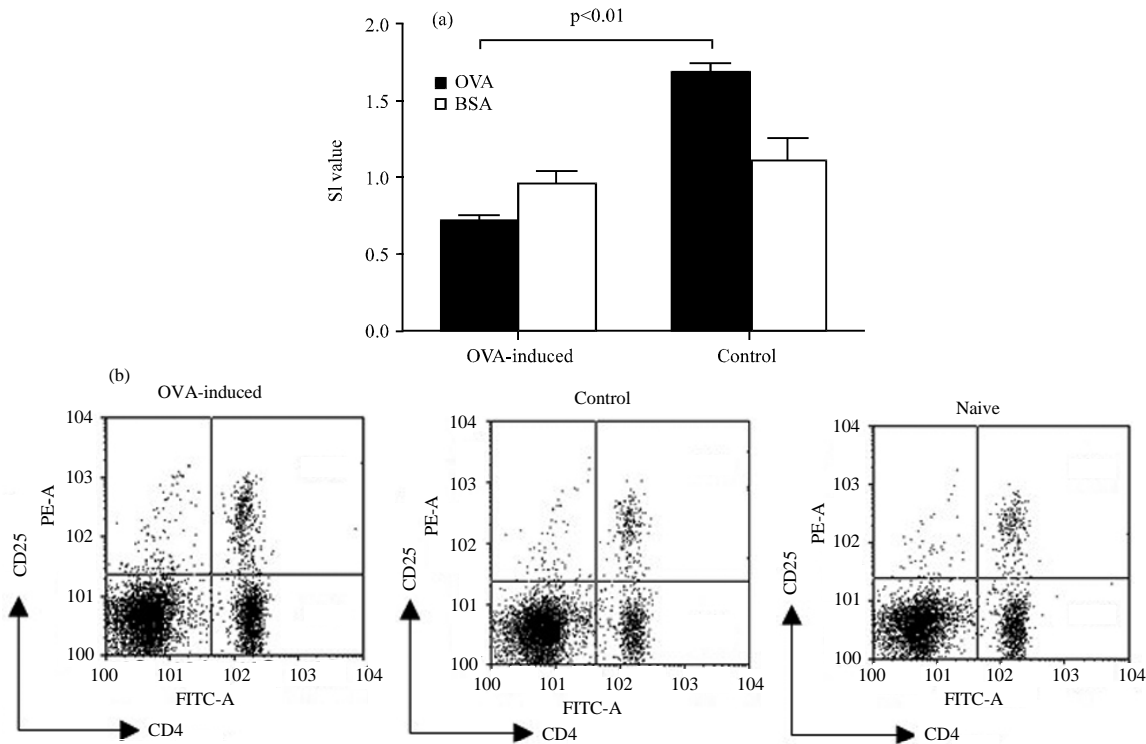 (a)
p<0.01
2.0
1.5
1.0
0.5
0.0
SI value
OVA
BSA
OVA-induced
Control
(b)
OVA-induced
104
103
102
101
100
PE-A
CD25
100 101 102 103 104
FITC-A
CD4
Control
104
103
102
101
100
PE-A
CD25
100 101 102 103 104
FITC-A
CD4
Naive
104
103
102
101
100
PE-A
CD25
100 101 102 103 104
FITC-A
CD4